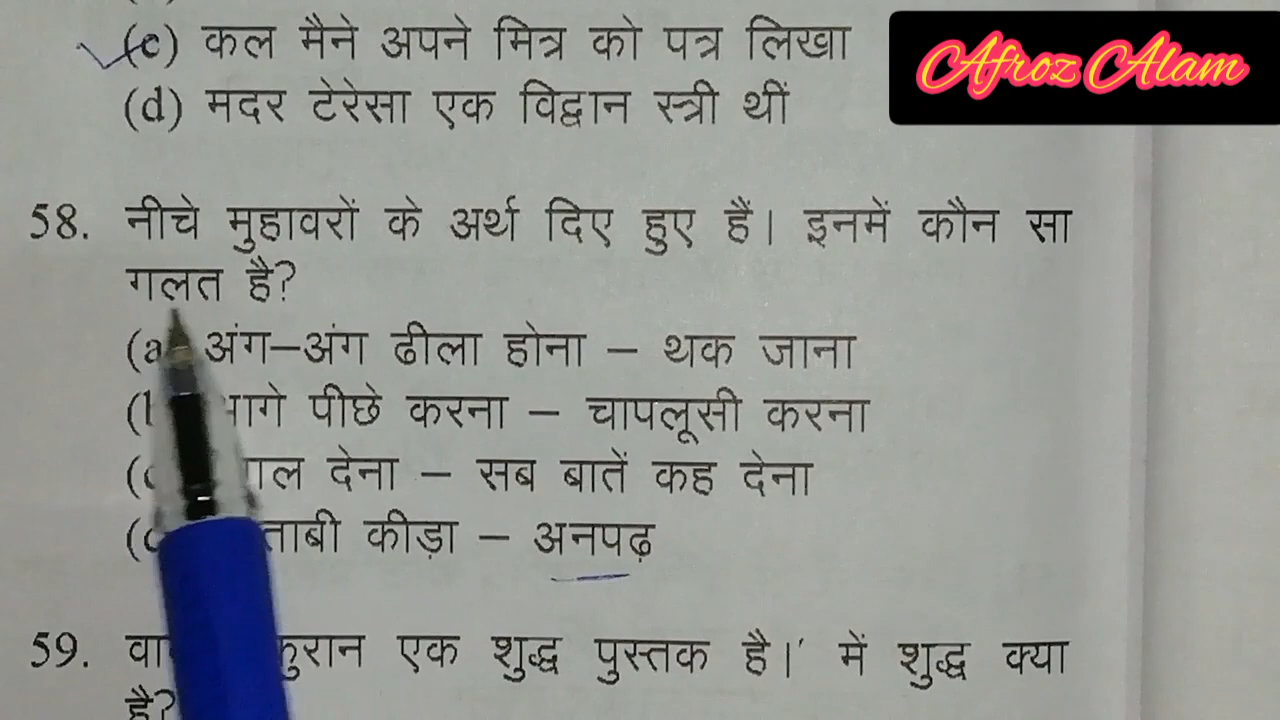 (c) कल मैने अपने मित्र को पत्र लिखा
Afroz Alam
(d) मदर टेरेसा एक विद्वान स्त्री थीं
58. नीचे मुहावरों के अर्थ दिए हुए हैं। इनमें कौन सा
गलत है?
(a अंग–अंग ढीला होना – थक जाना
पीछे करना – चापलूसी करना
देना – सब बातें कह देना
कीड़ा – अनपढ़
59. एक शुद्ध पुस्तक है।' में शुद्ध क्या
है?